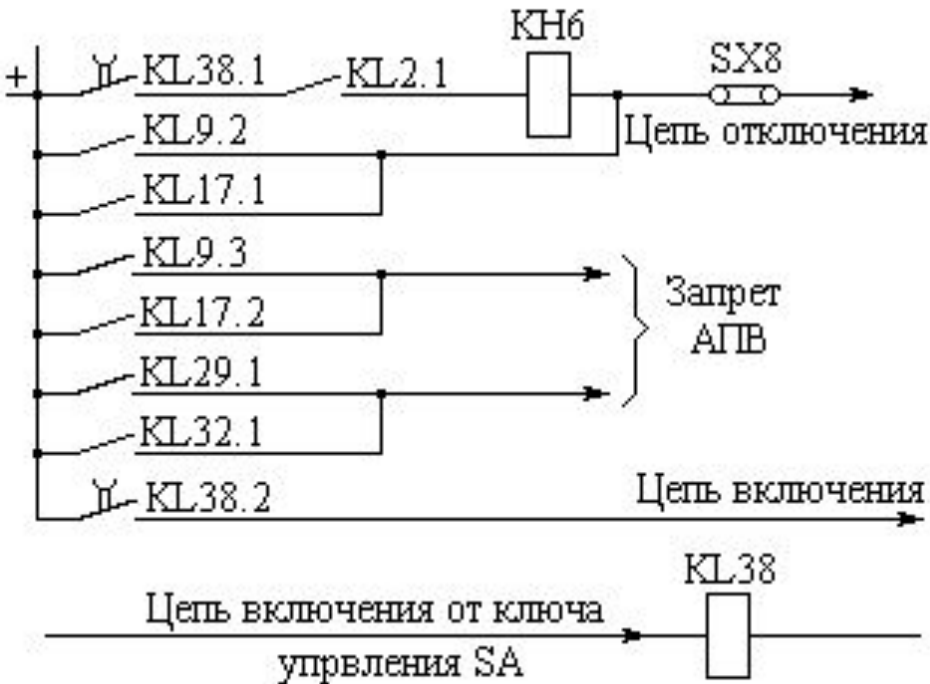 KH6
+
KL38.1
KL2.1
SX8
KL9.2
Цепь отключения
KL17.1
KL9.3
Запрет
АПВ
KL17.2
KL29.1
KL32.1
KL38.2
Цепь включения
KL38
Цепь включения от ключа
упрвления SA